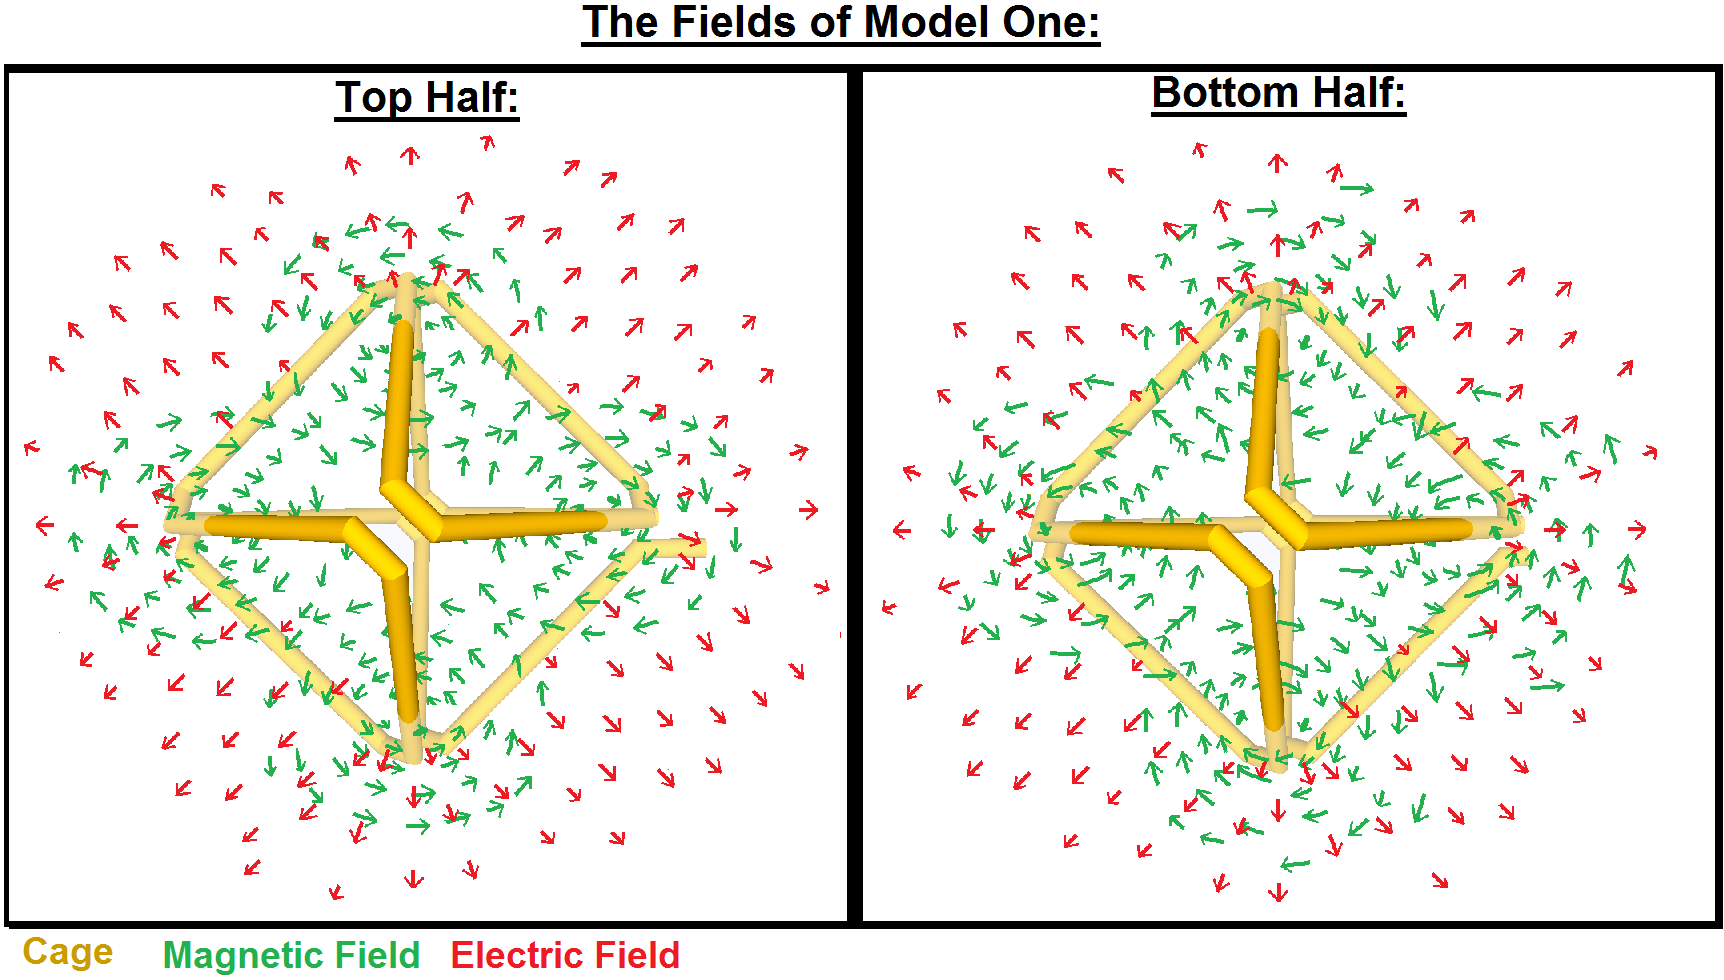 The Fields of Model One:
Top Half:
Bottom Half:
Cage Magnetic Field Electric Field